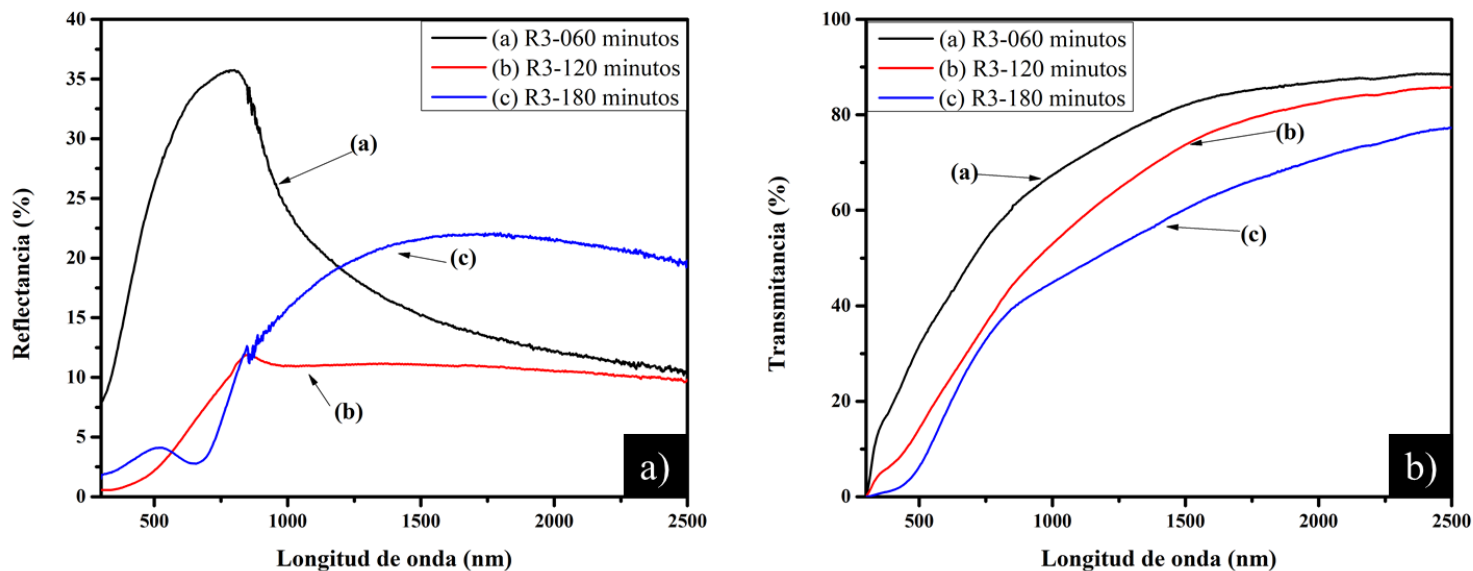 40
35
30
25
20
15
10
5
0
Reflectancia (%)
500
1000
1500
2000
2500
Longitud de onda (nm)
(a) R3-060 minutos
(b) R3-120 minutos
(c) R3-180 minutos
(a)
(c)
(b)
a)
100
80
60
40
20
0
Transmitancia (%)
500
1000
1500
2000
2500
Longitud de onda (nm)
(a) R3-060 minutos
(b) R3-120 minutos
(c) R3-180 minutos
(b)
(a)
(c)
b)